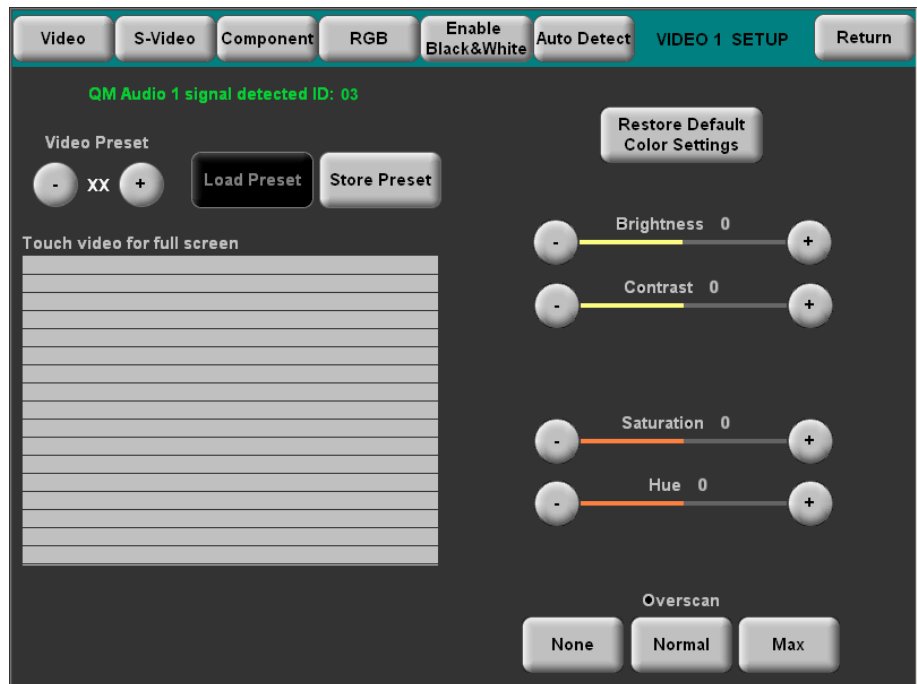 Video
S-Video
Component
RGB
Enable
Black&White
Auto Detect
VIDEO 1 SETUP
Return
QM Audio 1 signal detected ID: 03
Restore Default
Color Settings
Video Preset
- xx +
Load Preset
Store Preset
Touch video for full screen
Brightness 0
- +
Contrast 0
- +
Saturation 0
- +
Hue 0
- +
Overscan
None
Normal
Max